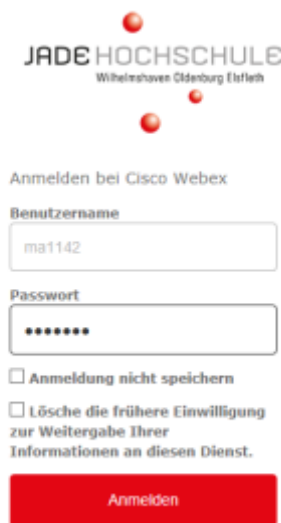 JADE HOCHSCHULE
Wilhelmshaven Oldenburg Elsfleth
Anmelden bei Cisco Webex
Benutzername
ma1142
Passwort
•••••••
Anmeldung nicht speichern
Lösche die frühere Einwilligung
zur Weitergabe Ihrer
Informationen an diesen Dienst.
Anmelden